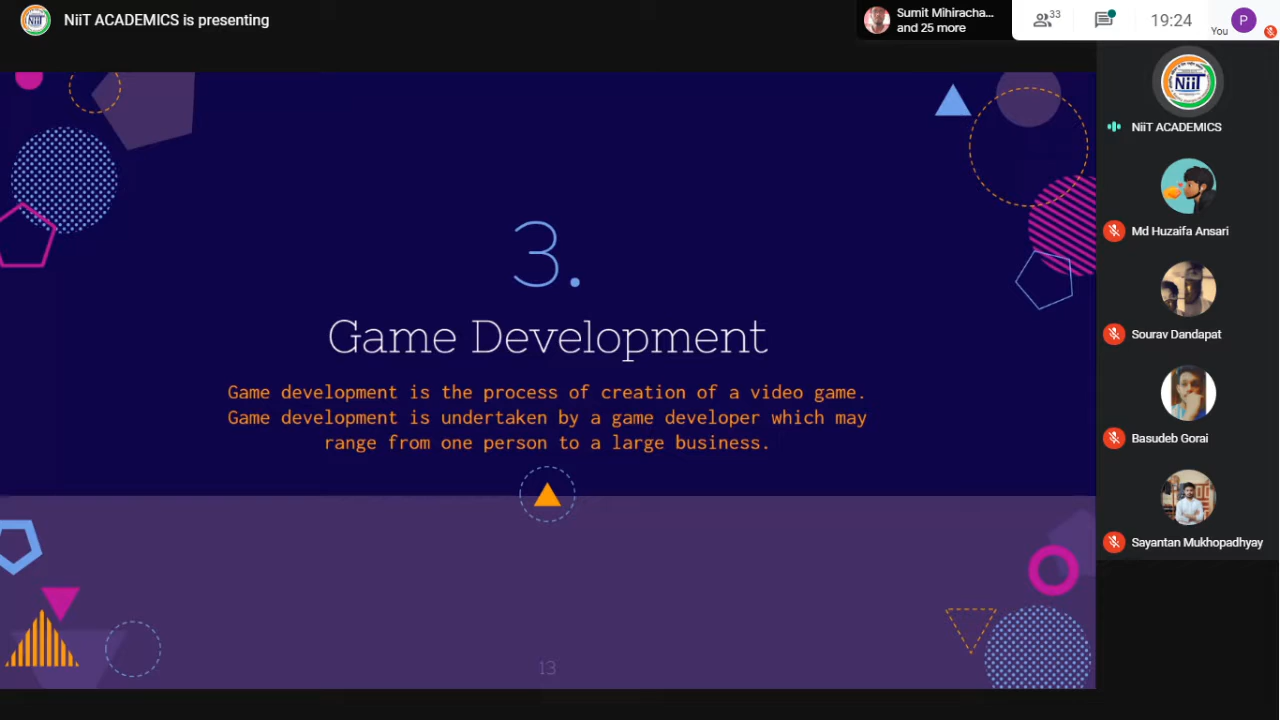 NiiT ACADEMICS is presenting
Sumit Mihiracha...
and 25 more
33
19:24
You
P
NiiT
NiiT ACADEMICS
Md Huzaifa Ansari
Sourav Dandapat
Basudeb Gorai
Sayantan Mukhopadhyay
3.
Game Development
Game development is the process of creation of a video game.
Game development is undertaken by a game developer which may
range from one person to a large business.
13